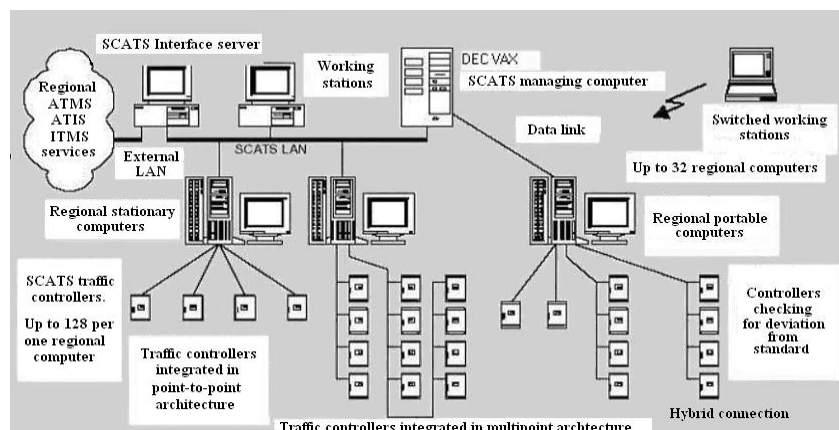 SCATS Interface server
Working
stations
DEC VAX
SCATS managing computer
Regional
ATMS
ATIS
ITMS
services
External
LAN
SCATS LAN
Data link
Switched working
stations
Up to 32 regional computers
Regional stationary
computers
Regional portable
computers
SCATS traffic
controllers.
Up to 128 per
one regional
computer
Traffic controllers
integrated in
point-to-point
architecture
Controllers
checking
for deviation
from
standard
Hybrid connection
Traffic controllers integrated in multipoint archtecture